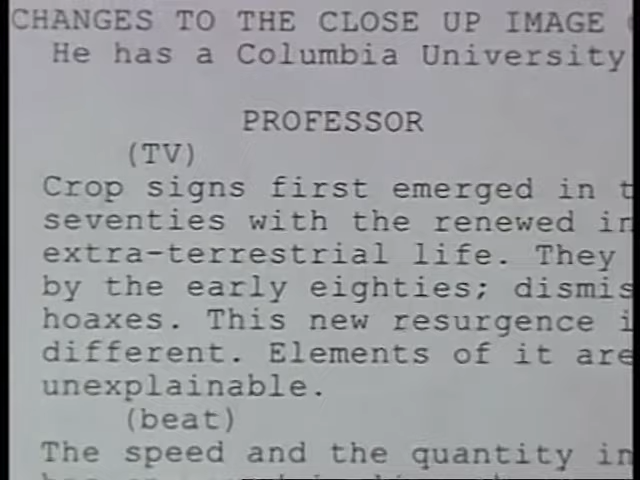 CHANGES TO THE CLOSE UP IMAGE
He has a Columbia University
PROFESSOR
(TV)
Crop signs first emerged in t
seventies with the renewed in
extra-terrestrial life. They
by the early eighties; dismis
hoaxes. This new resurgence i
different. Elements of it are
unexplainable.
(beat)
The speed and the quantity in